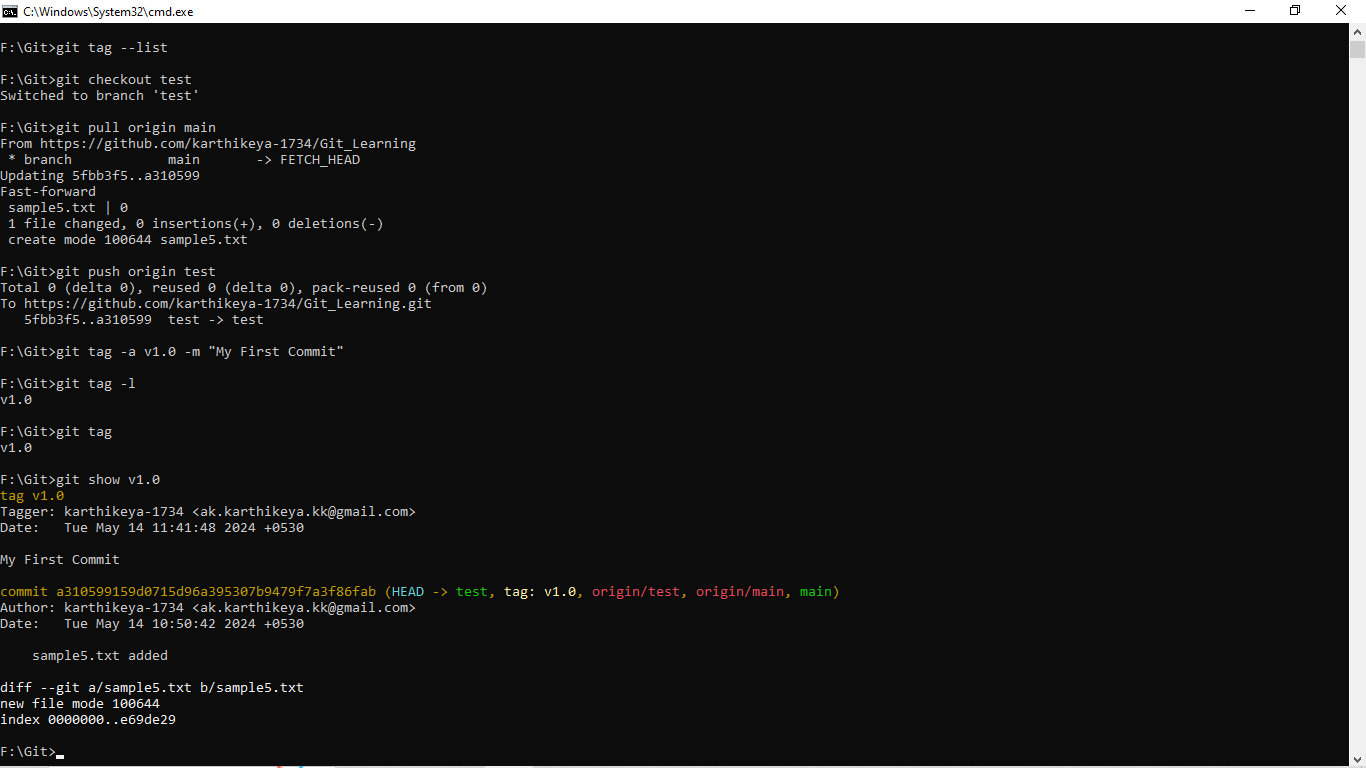 C:\Windows\System32\cmd.exe
F:\Git>git tag --list
F:\Git>git checkout test
Switched to branch 'test'
F:\Git>git pull origin main
From https://github.com/karthikeya-1734/Git_Learning
 * branch            main       -> FETCH_HEAD
Updating 5fbb3f5..a310599
Fast-forward
 sample5.txt | 0
 1 file changed, 0 insertions(+), 0 deletions(-)
 create mode 100644 sample5.txt
F:\Git>git push origin test
Total 0 (delta 0), reused 0 (delta 0), pack-reused 0 (from 0)
To https://github.com/karthikeya-1734/Git_Learning.git
   5fbb3f5..a310599  test -> test
F:\Git>git tag -a v1.0 -m "My First Commit"
F:\Git>git tag -l
v1.0
F:\Git>git tag
v1.0
F:\Git>git show v1.0
tag v1.0
Tagger: karthikeya-1734 <ak.karthikeya.kk@gmail.com>
Date:   Tue May 14 11:41:48 2024 +0530
My First Commit
commit a310599159d0715d96a395307b9479f7a3f86fab (HEAD -> test, tag: v1.0, origin/test, origin/main, main)
Author: karthikeya-1734 <ak.karthikeya.kk@gmail.com>
Date:   Tue May 14 10:50:42 2024 +0530
    sample5.txt added
diff --git a/sample5.txt b/sample5.txt
new file mode 100644
index 0000000..e69de29
F:\Git>